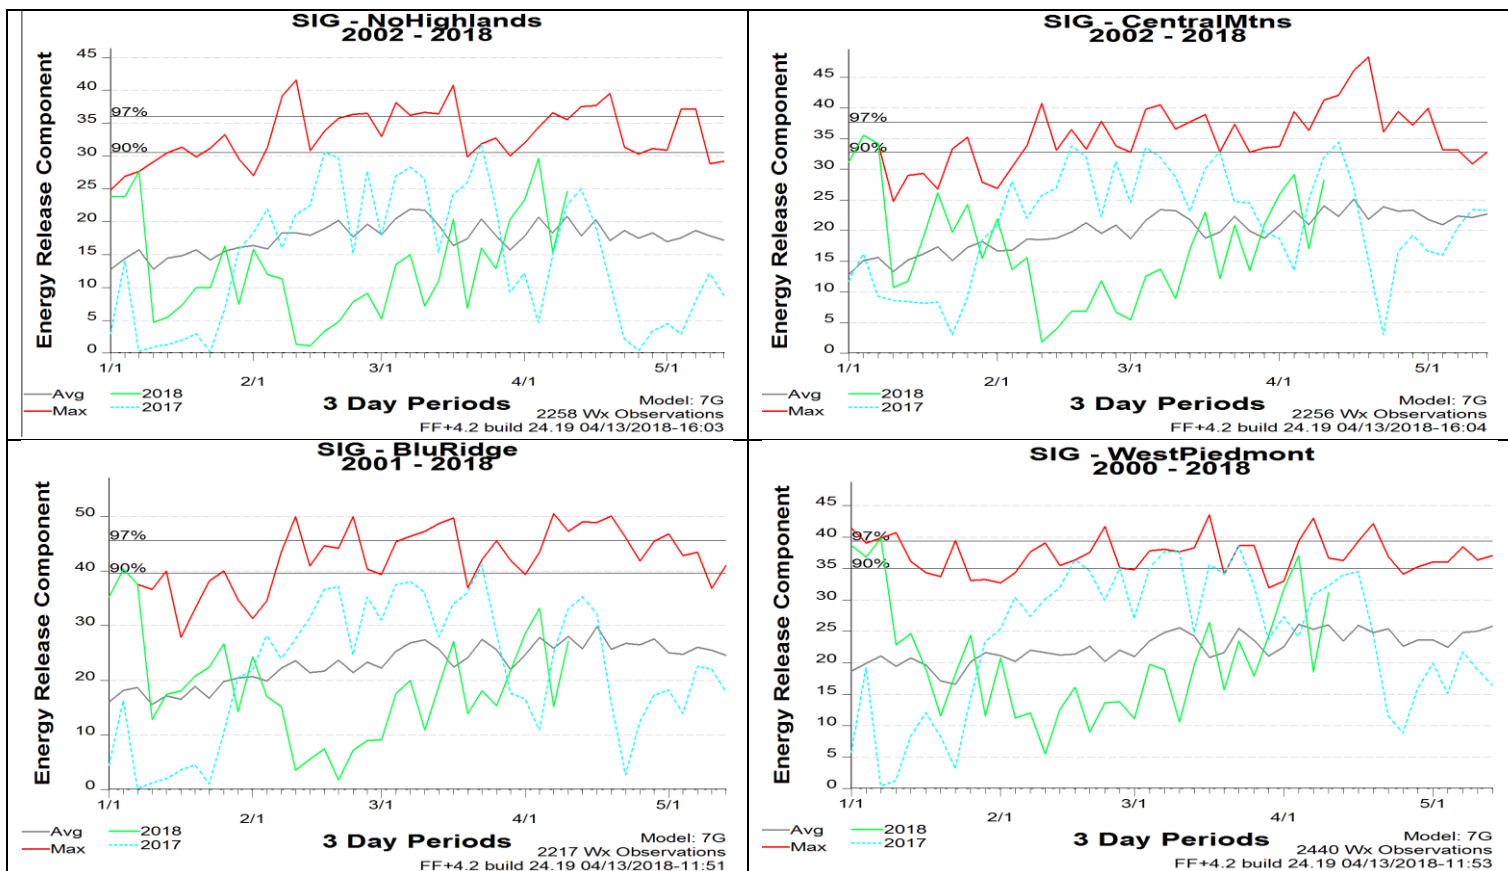 SIG - NoHighlands
2002 - 2018
Energy Release Component
45
40
97%
35
90%
30
25
20
15
10
5
0
1/1
2/1
3/1
4/1
5/1
Avg
2018
Max
2017
3 Day Periods
Model: 7G
2258 Wx Observations
FF+4.2 build 24.19 04/13/2018-16:03
SIG - CentralMtns
2002 - 2018
Energy Release Component
45
40
97%
35
90%
30
25
20
15
10
5
0
1/1
2/1
3/1
4/1
5/1
Avg
2018
Max
2017
3 Day Periods
Model: 7G
2256 Wx Observations
FF+4.2 build 24.19 04/13/2018-16:04
SIG - BluRidge
2001 - 2018
Energy Release Component
50
97%
40
90%
30
20
10
0
1/1
2/1
3/1
4/1
5/1
Avg
2018
Max
2017
3 Day Periods
Model: 7G
2217 Wx Observations
FF+4.2 build 24.19 04/13/2018-11:51
SIG - WestPiedmont
2000 - 2018
Energy Release Component
45
40
97%
35
90%
30
25
20
15
10
5
0
1/1
2/1
3/1
4/1
5/1
Avg
2018
Max
2017
3 Day Periods
Model: 7G
2440 Wx Observations
FF+4.2 build 24.19 04/13/2018-11:53